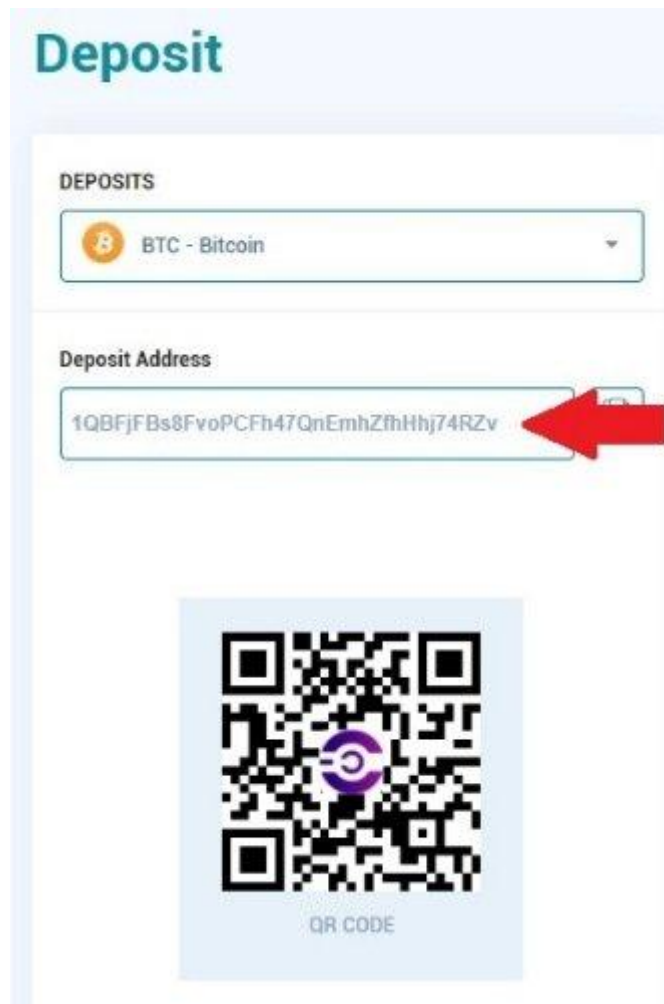 Deposit
DEPOSITS
BTC - Bitcoin
Deposit Address
1QBFjFBs8FvoPCFh47QnEmhZfhHhj74RZv
QR CODE